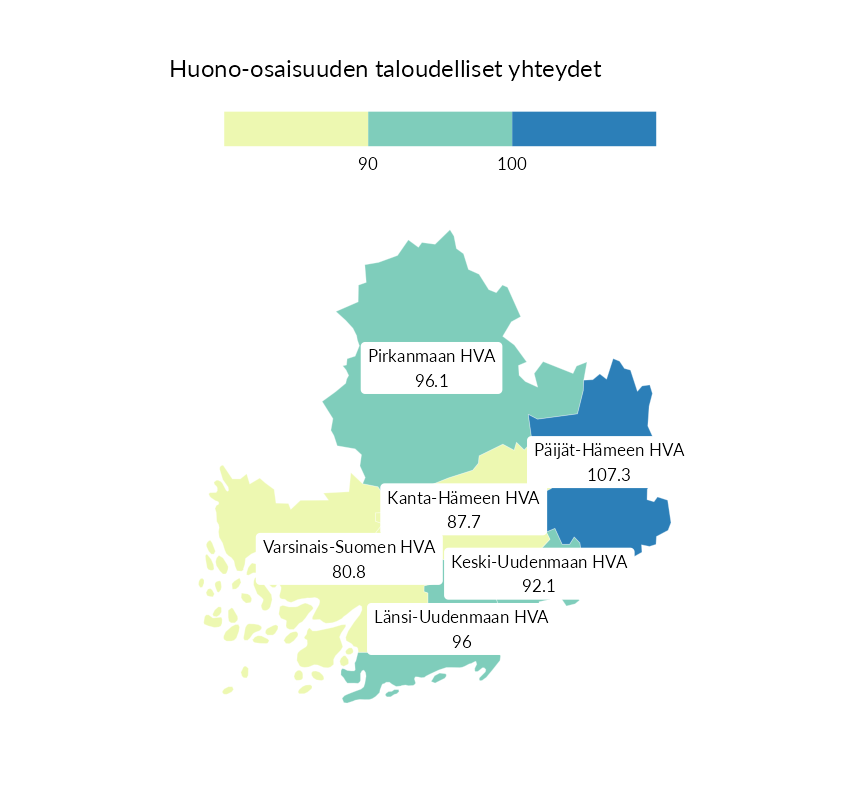 Huono-osaisuuden taloudelliset yhteydet
90
100
Pirkanmaan HVA
96.1
Päijät-Hämeen HVA
107.3
Kanta-Hämeen HVA
87.7
Varsinais-Suomen HVA
80.8
Keski-Uudenmaan HVA
92.1
Länsi-Uudenmaan HVA
96